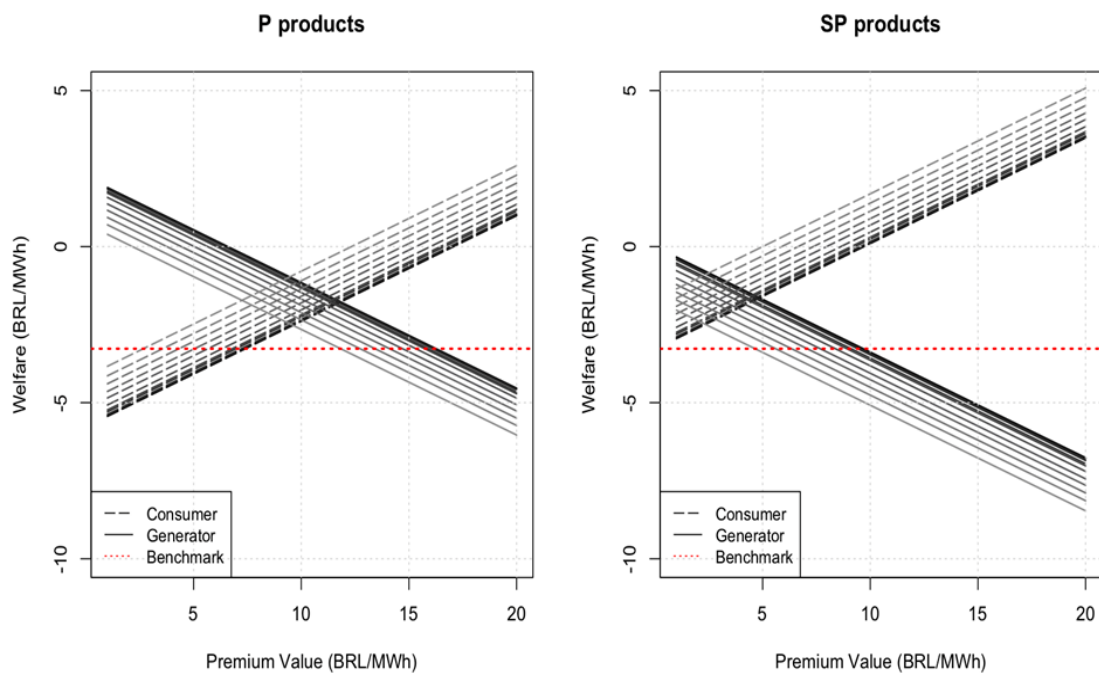 P products
Welfare (BRL/MWh)
5
0
-5
-10
Consumer
Generator
Benchmark
5
10
15
20
Premium Value (BRL/MWh)
SP products
Welfare (BRL/MWh)
5
0
-5
-10
Consumer
Generator
Benchmark
5
10
15
20
Premium Value (BRL/MWh)